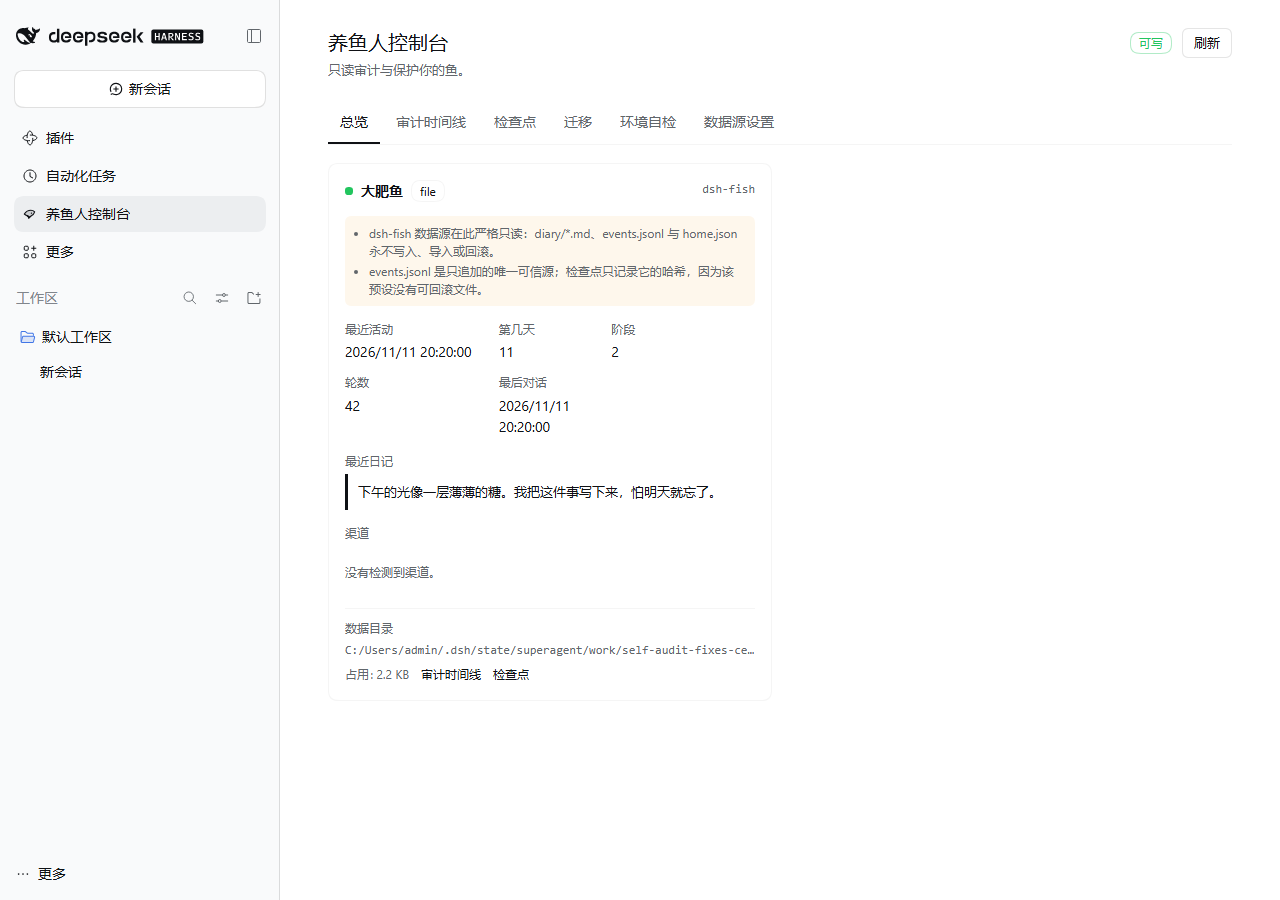 deepseek HARNESS
新会话
插件
自动化任务
养鱼人控制台
更多
工作区
默认工作区
新会话
更多
养鱼人控制台
只读审计与保护你的鱼。
可写
刷新
总览
审计时间线
检查点
迁移
环境自检
数据源设置
大肥鱼
file
dsh-fish
dsh-fish 数据源在此严格只读：diary/*.md、events.jsonl 与 home.json
永不写入、导入或回滚。
events.jsonl 是只追加的唯一可信源；检查点只记录它的哈希，因为该
预设没有可回滚文件。
最近活动
第几天
阶段
2026/11/11 20:20:00
11
2
轮数
最后对话
42
2026/11/11
20:20:00
最近日记
下午的光像一层薄薄的糖。我把这件事写下来，怕明天就忘了。
渠道
没有检测到渠道。
数据目录
C:/Users/admin/.dsh/state/superagent/work/self-audit-fixes-ce…
占用: 2.2 KB
审计时间线
检查点